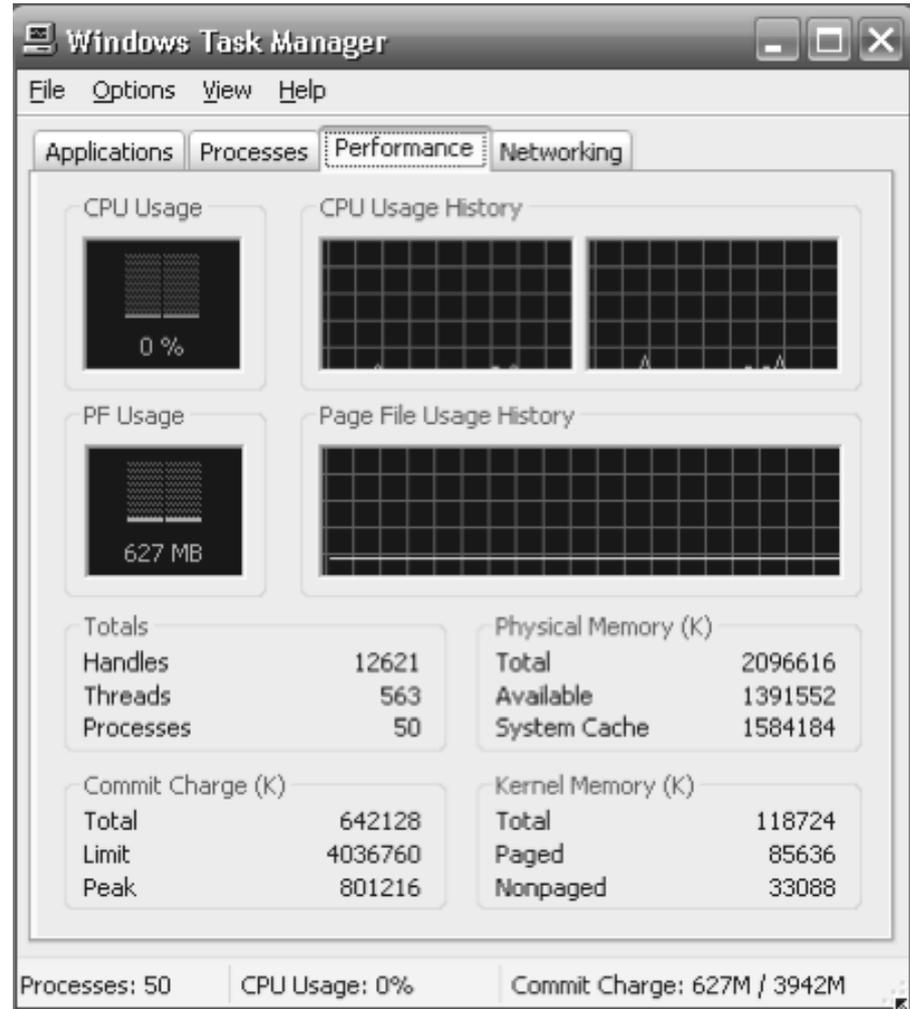 Windows Task Manager
File Options View Help
Applications Processes Performance Networking
CPU Usage CPU Usage History
0 %
PF Usage Page File Usage History
627 MB
Totals
Handles 12621
Threads 563
Processes 50
Physical Memory (K)
Total 2096616
Available 1391552
System Cache 1584184
Commit Charge (K)
Total 642128
Limit 4036760
Peak 801216
Kernel Memory (K)
Total 118724
Paged 85636
Nonpaged 33088
Processes: 50 CPU Usage: 0% Commit Charge: 627M / 3942M